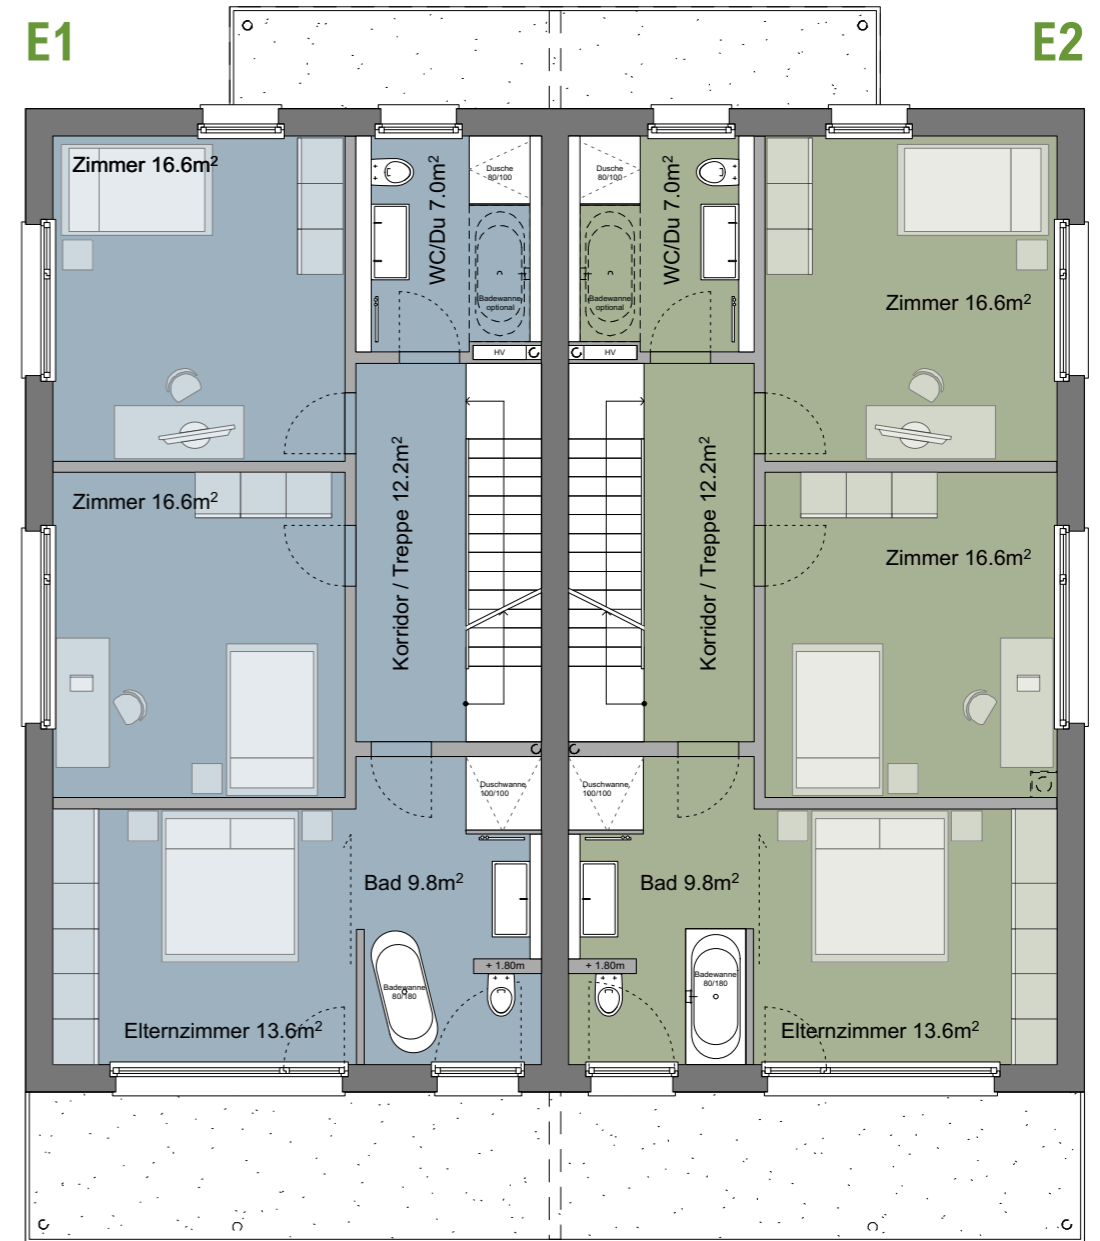 E1
E2
Zimmer 16.6m²
WC/Du 7.0m²
Dusche
80/100
Badewanne
optional
HV
Dusche
80/100
Badewanne
optional
HV
WC/Du 7.0m²
Zimmer 16.6m²
Zimmer 16.6m²
Korridor / Treppe 12.2m²
Korridor / Treppe 12.2m²
Zimmer 16.6m²
Duschwanne
100/100
Duschwanne
100/100
Bad 9.8m²
Bad 9.8m²
+ 1.80m
+ 1.80m
Badewanne
80/180
Badewanne
80/180
Elternzimmer 13.6m²
Elternzimmer 13.6m²